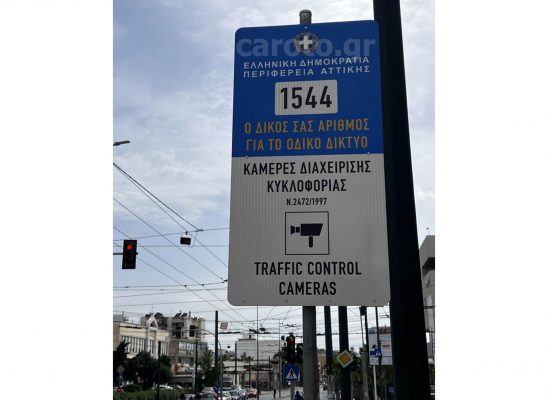 caroto.gr
ΕΛΛΗΝΙΚΗ ΔΗΜΟΚΡΑΤΙΑ
ΠΕΡΙΦΕΡΕΙΑ ΑΤΤΙΚΗΣ
1544
Ο ΔΙΚΟΣ ΣΑΣ ΑΡΙΘΜΟΣ
ΓΙΑ ΤΟ ΟΔΙΚΟ ΔΙΚΤΥΟ
ΚΑΜΕΡΕΣ ΔΙΑΧΕΙΡΙΣΗΣ
ΚΥΚΛΟΦΟΡΙΑΣ
Ν.2472/1997
TRAFFIC CONTROL
CAMERAS